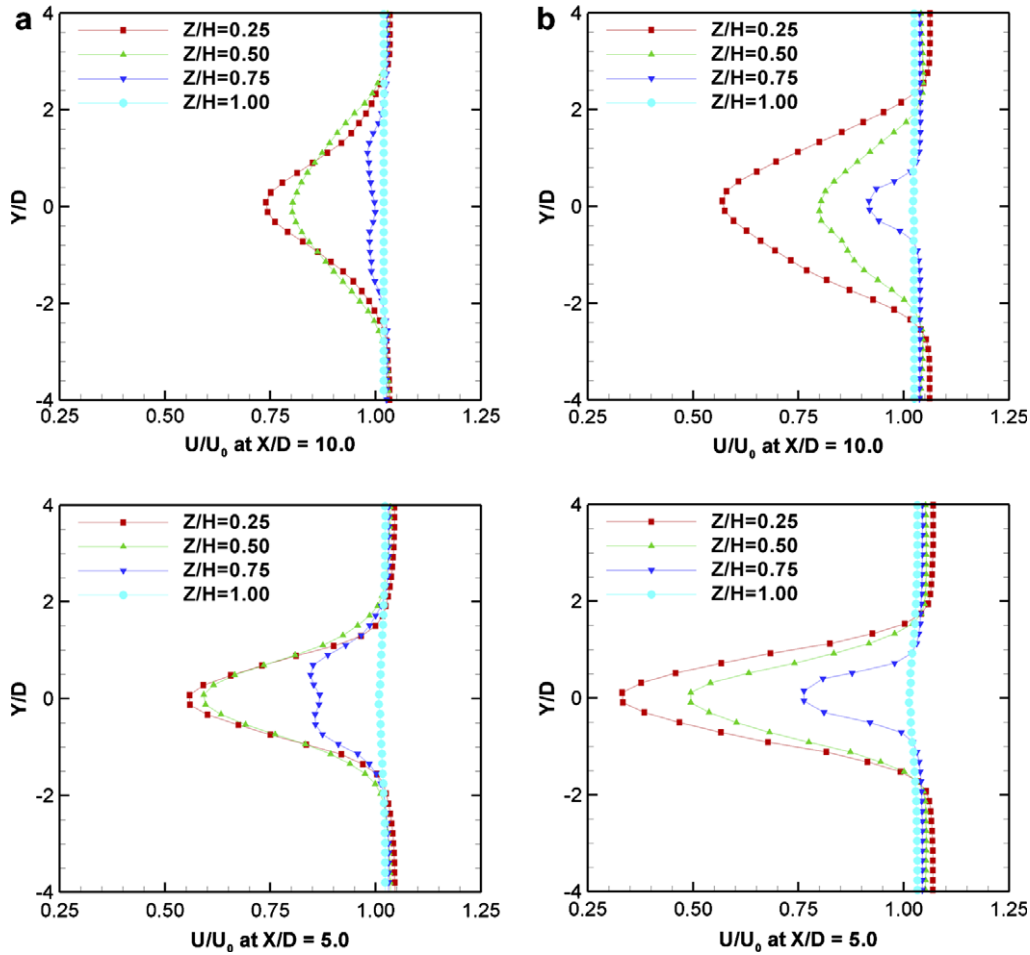 a
4
2
0
-2
-4
Y/D
Z/H=0.25
Z/H=0.50
Z/H=0.75
Z/H=1.00
0.25 0.50 0.75 1.00 1.25
U/U₀ at X/D = 10.0
b
4
2
0
-2
-4
Y/D
Z/H=0.25
Z/H=0.50
Z/H=0.75
Z/H=1.00
0.25 0.50 0.75 1.00 1.25
U/U₀ at X/D = 10.0
4
2
0
-2
-4
Y/D
Z/H=0.25
Z/H=0.50
Z/H=0.75
Z/H=1.00
0.25 0.50 0.75 1.00 1.25
U/U₀ at X/D = 5.0
4
2
0
-2
-4
Y/D
Z/H=0.25
Z/H=0.50
Z/H=0.75
Z/H=1.00
0.25 0.50 0.75 1.00 1.25
U/U₀ at X/D = 5.0